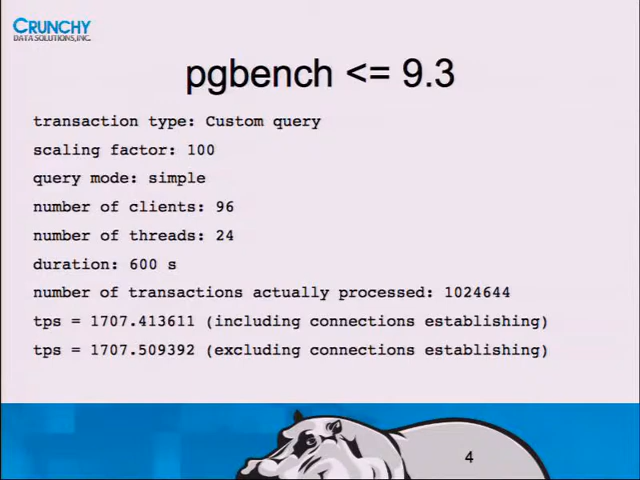 CRUNCHY
DATA SOLUTIONS, INC.
pgbench <= 9.3
transaction type: Custom query
scaling factor: 100
query mode: simple
number of clients: 96
number of threads: 24
duration: 600 s
number of transactions actually processed: 1024644
tps = 1707.413611 (including connections establishing)
tps = 1707.509392 (excluding connections establishing)
4